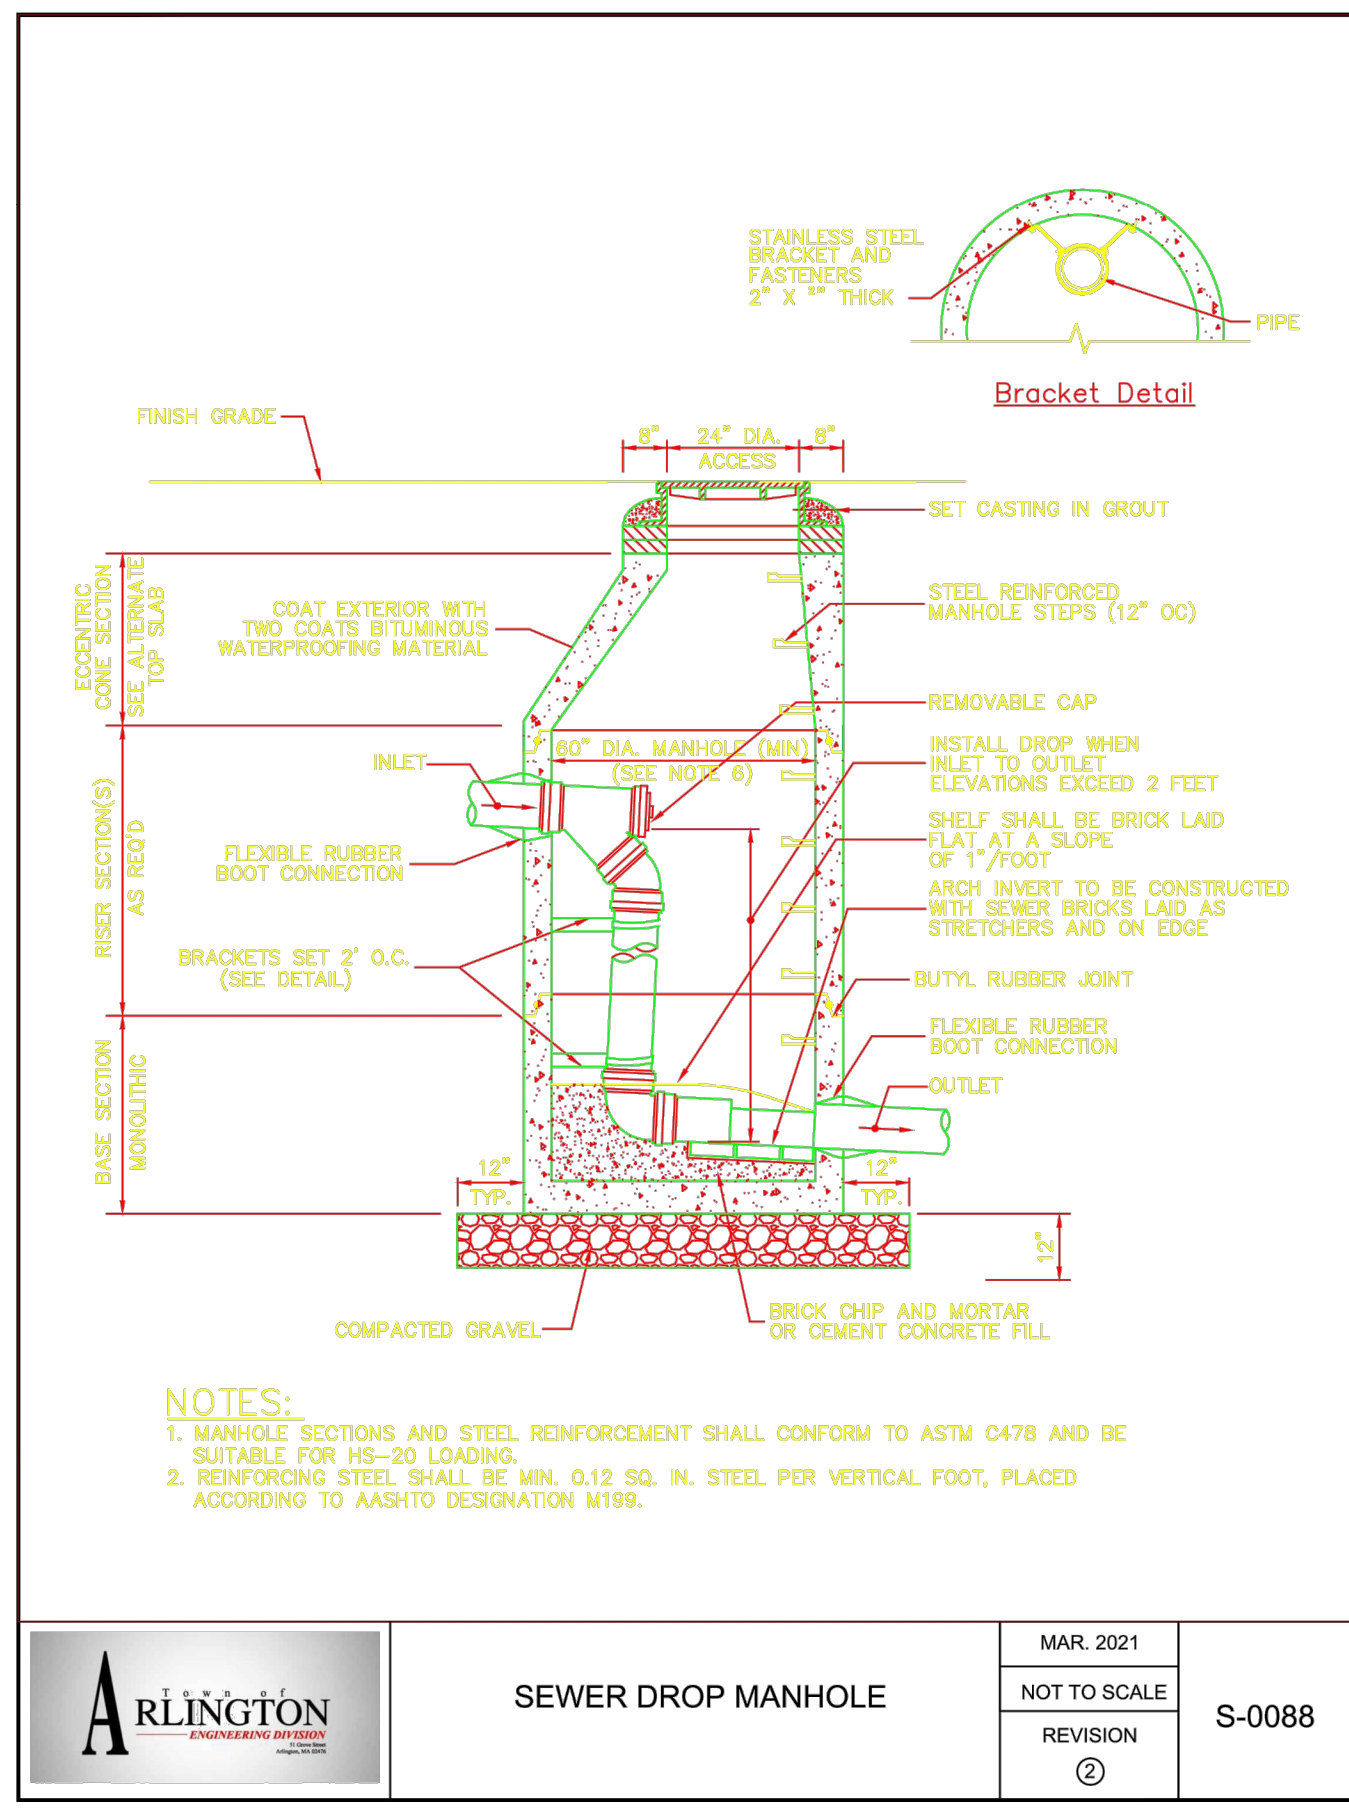 STAINLESS STEEL
BRACKET AND
FASTENERS
2" X 2" THICK
PIPE
Bracket Detail
FINISH GRADE
8"
24" DIA.
8"
ACCESS
SET CASTING IN GROUT
ECCENTRIC
CONE SECTION
SEE ALTERNATE
TOP SLAB
COAT EXTERIOR WITH
TWO COATS BITUMINOUS
WATERPROOFING MATERIAL
STEEL REINFORCED
MANHOLE STEPS (12" OC)
REMOVABLE CAP
60" DIA. MANHOLE (MIN)
(SEE NOTE 6)
INLET
INSTALL DROP WHEN
INLET TO OUTLET
ELEVATIONS EXCEED 2 FEET
RISER SECTION(S)
AS REQ'D
FLEXIBLE RUBBER
BOOT CONNECTION
SHELF SHALL BE BRICK LAID
FLAT AT A SLOPE
OF 1"/FOOT
ARCH INVERT TO BE CONSTRUCTED
WITH SEWER BRICKS LAID AS
STRETCHERS AND ON EDGE
BRACKETS SET 2' O.C.
(SEE DETAIL)
BUTYL RUBBER JOINT
FLEXIBLE RUBBER
BOOT CONNECTION
OUTLET
BASE SECTION
MONOLITHIC
12"
TYP.
12"
TYP.
12"
COMPACTED GRAVEL
BRICK CHIP AND MORTAR
OR CEMENT CONCRETE FILL
NOTES:
1. MANHOLE SECTIONS AND STEEL REINFORCEMENT SHALL CONFORM TO ASTM C478 AND BE
SUITABLE FOR HS-20 LOADING.
2. REINFORCING STEEL SHALL BE MIN. 0.12 SQ. IN. STEEL PER VERTICAL FOOT, PLACED
ACCORDING TO AASHTO DESIGNATION M199.
Town of
ARLINGTON
ENGINEERING DIVISION
51 Grove Street
Arlington, MA 02476
SEWER DROP MANHOLE
MAR. 2021
NOT TO SCALE
REVISION
2
S-0088